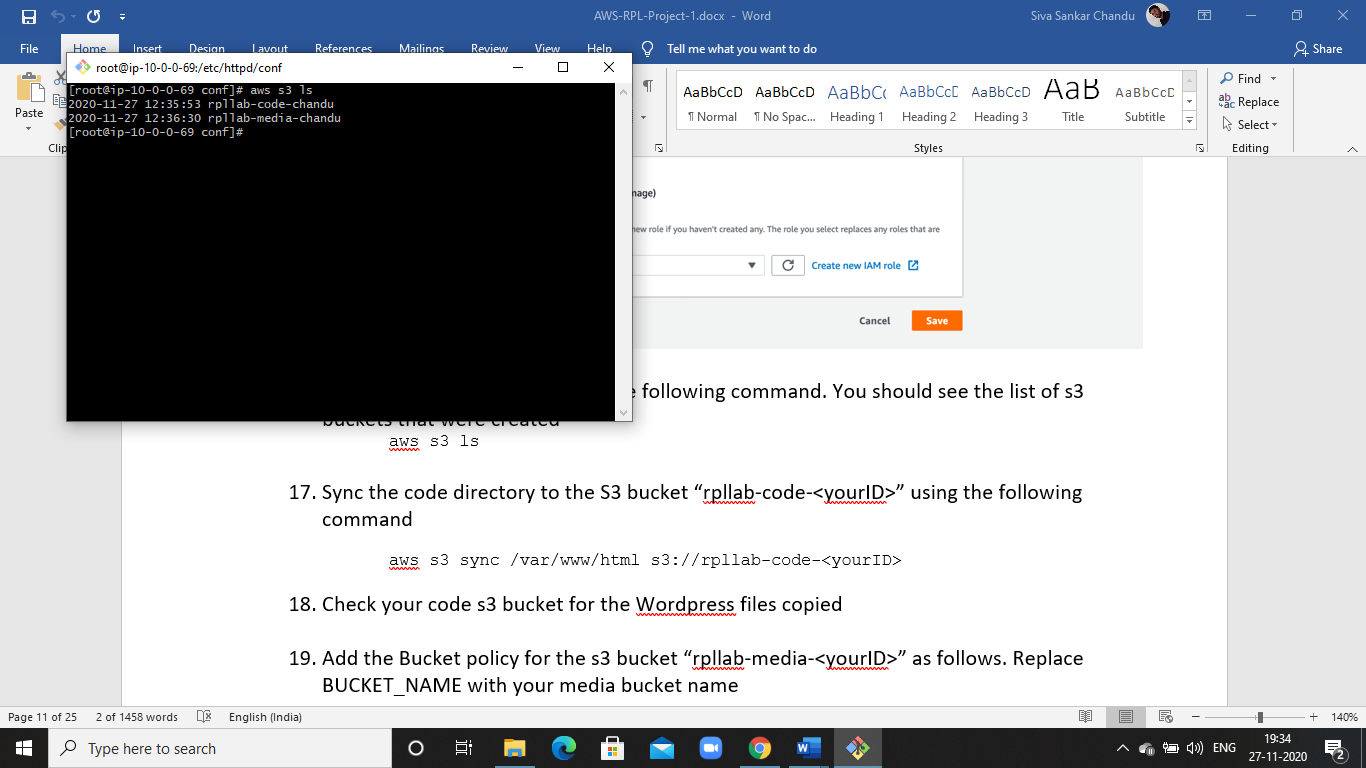 AWS-RPL-Project-1.docx - Word
Siva Sankar Chandu
File Home Insert Design Layout References Mailings Review View Help Tell me what you want to do Share
root@ip-10-0-0-69:/etc/httpd/conf
[root@ip-10-0-0-69 conf]# aws s3 ls
2020-11-27 12:35:53 rpllab-code-chandu
2020-11-27 12:36:30 rpllab-media-chandu
[root@ip-10-0-0-69 conf]#
Paste
Clip
AaBbCcD AaBbCcD AaBbC AaBbCcD AaBbCcD AaB AaBbCcD
¶ Normal ¶ No Spac... Heading 1 Heading 2 Heading 3 Title Subtitle
Styles
Find
Replace
Select
Editing
nage)
new role if you haven't created any. The role you select replaces any roles that are
Create new IAM role
Cancel Save
following command. You should see the list of s3
buckets that were created
aws s3 ls
17. Sync the code directory to the S3 bucket “rpllab-code-<yourID>” using the following
command
aws s3 sync /var/www/html s3://rpllab-code-<yourID>
18. Check your code s3 bucket for the Wordpress files copied
19. Add the Bucket policy for the s3 bucket “rpllab-media-<yourID>” as follows. Replace
BUCKET_NAME with your media bucket name
Page 11 of 25 2 of 1458 words English (India) 140%
Type here to search
ENG
19:34
27-11-2020
2